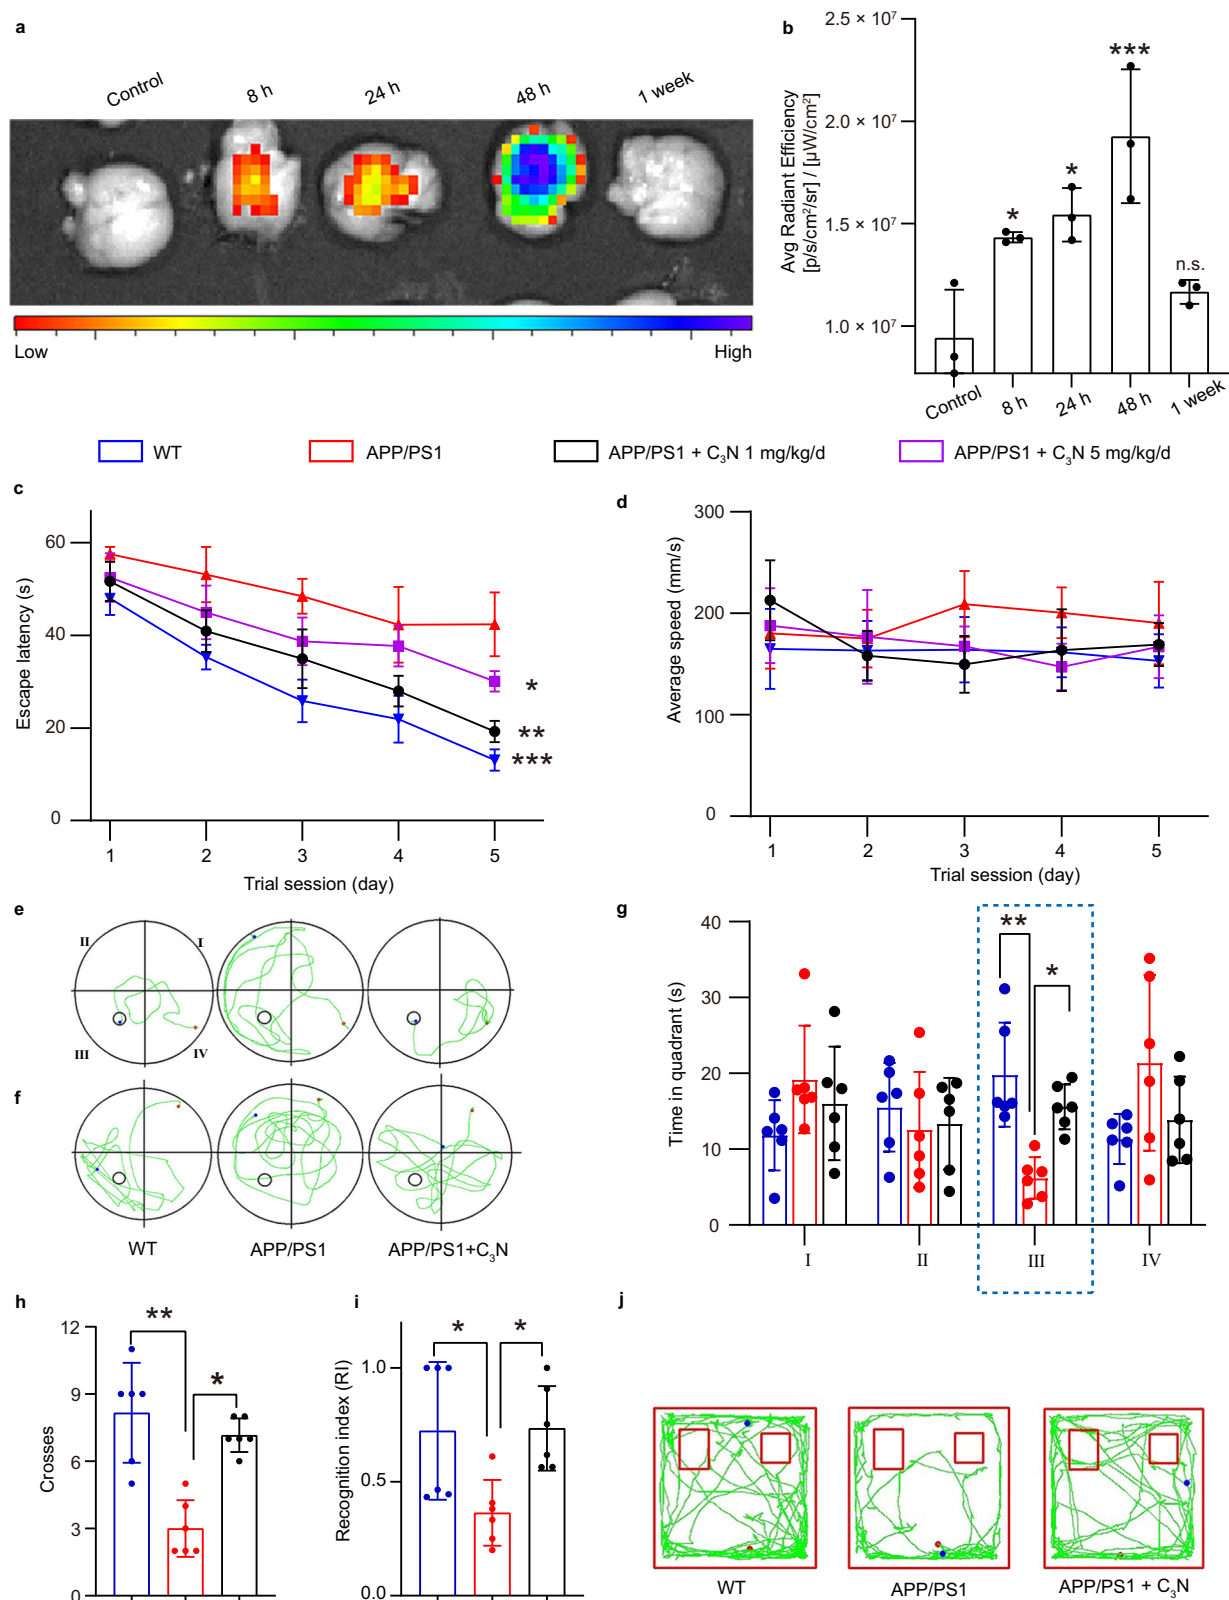 a
Control
8 h
24 h
48 h
1 week
Low
High
b
Avg Radiant Efficiency
[p/s/cm²/sr] / [µW/cm²]
2.5 × 10⁷
2.0 × 10⁷
1.5 × 10⁷
1.0 × 10⁷
*
*
***
n.s.
Control
8 h
24 h
48 h
1 week
WT
APP/PS1
APP/PS1 + C₃N 1 mg/kg/d
APP/PS1 + C₃N 5 mg/kg/d
c
Escape latency (s)
60
40
20
0
*
**
***
1 2 3 4 5
Trial session (day)
d
Average speed (mm/s)
300
200
100
0
1 2 3 4 5
Trial session (day)
e
II
I
III
IV
f
WT
APP/PS1
APP/PS1+C₃N
g
Time in quadrant (s)
40
30
20
10
0
**
*
I II III IV
h
Crosses
12
9
6
3
0
**
*
i
Recognition index (RI)
1.0
0.5
0.0
*
*
j
WT
APP/PS1
APP/PS1 + C₃N